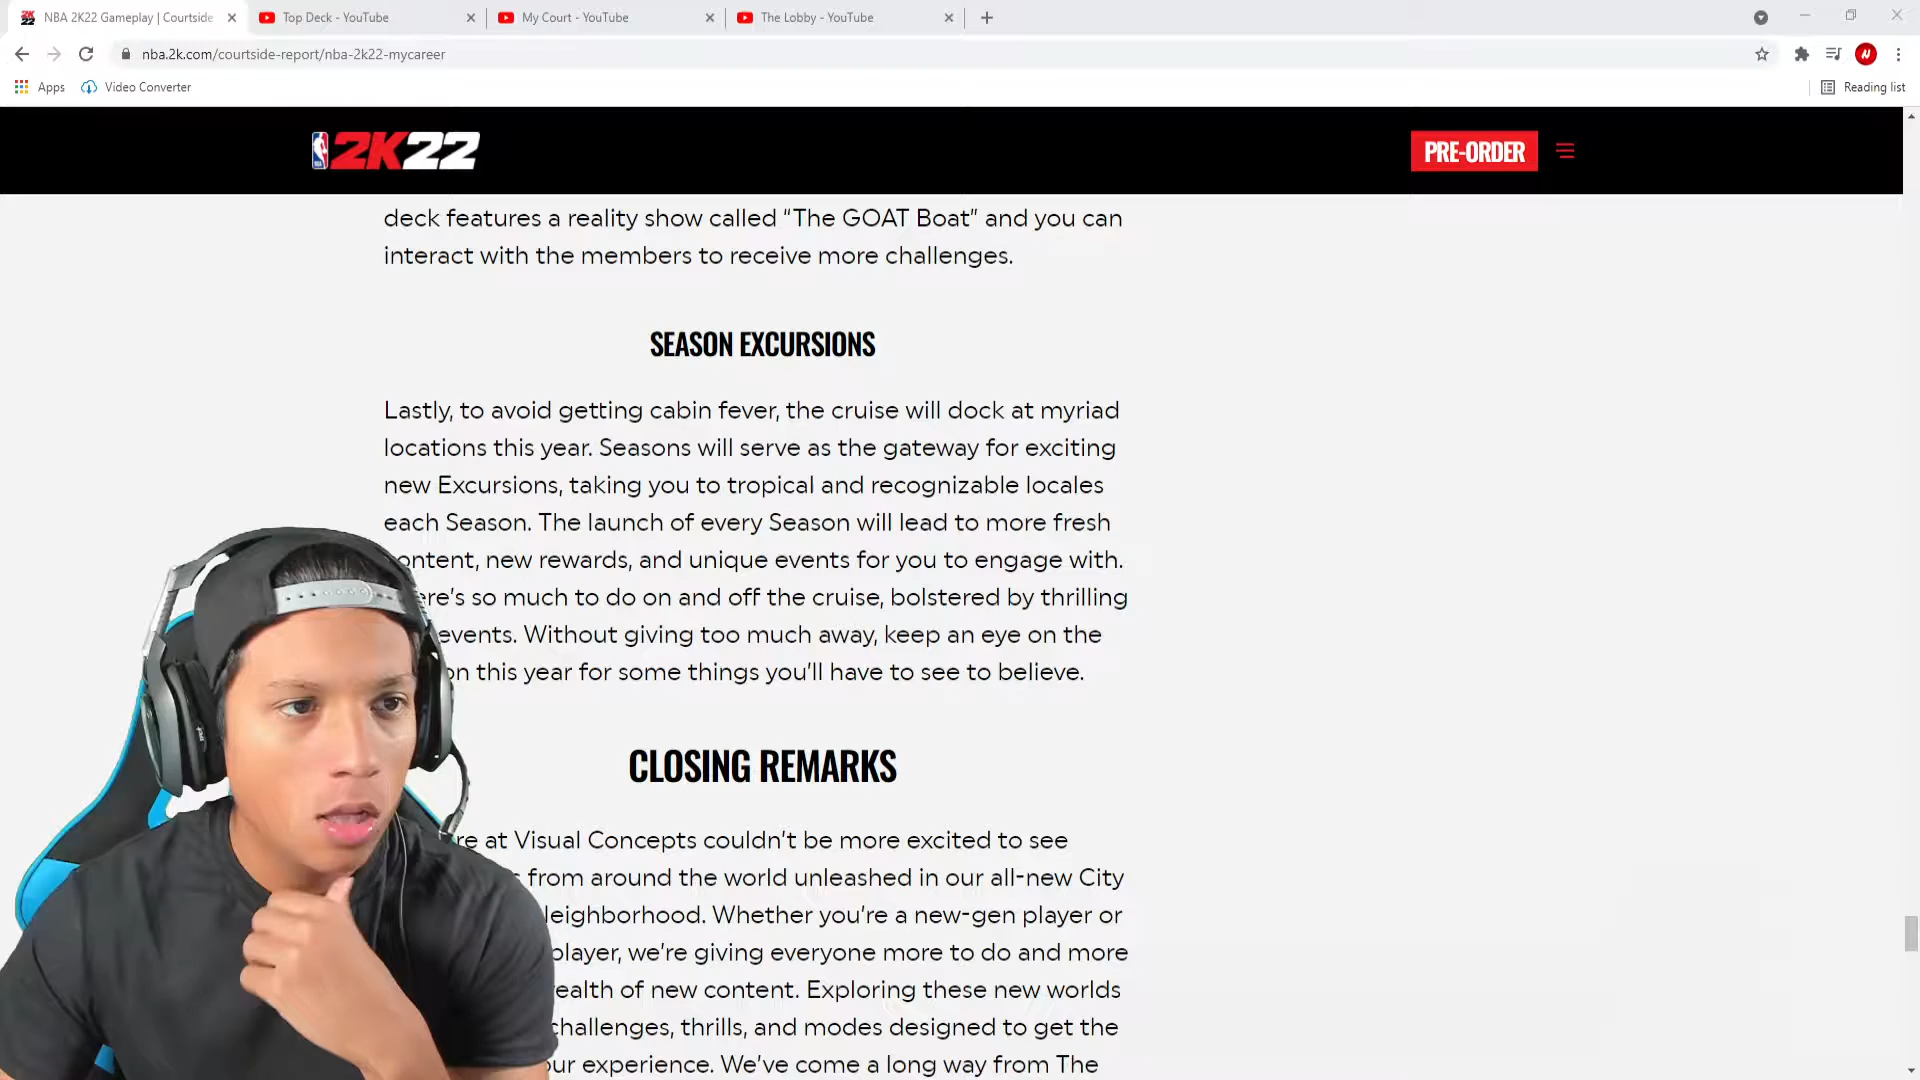 NBA 2K22 Gameplay | Courtside
Top Deck - YouTube
My Court - YouTube
The Lobby - YouTube
nba.2k.com/courtside-report/nba-2k22-mycareer
Apps
Video Converter
Reading list
2K22
PRE-ORDER
deck features a reality show called “The GOAT Boat” and you can
interact with the members to receive more challenges.
SEASON EXCURSIONS
Lastly, to avoid getting cabin fever, the cruise will dock at myriad
locations this year. Seasons will serve as the gateway for exciting
new Excursions, taking you to tropical and recognizable locales
each Season. The launch of every Season will lead to more fresh
ontent, new rewards, and unique events for you to engage with.
ere’s so much to do on and off the cruise, bolstered by thrilling
events. Without giving too much away, keep an eye on the
on this year for some things you’ll have to see to believe.
CLOSING REMARKS
re at Visual Concepts couldn’t be more excited to see
from around the world unleashed in our all-new City
eighborhood. Whether you’re a new-gen player or
player, we’re giving everyone more to do and more
ealth of new content. Exploring these new worlds
challenges, thrills, and modes designed to get the
our experience. We’ve come a long way from The